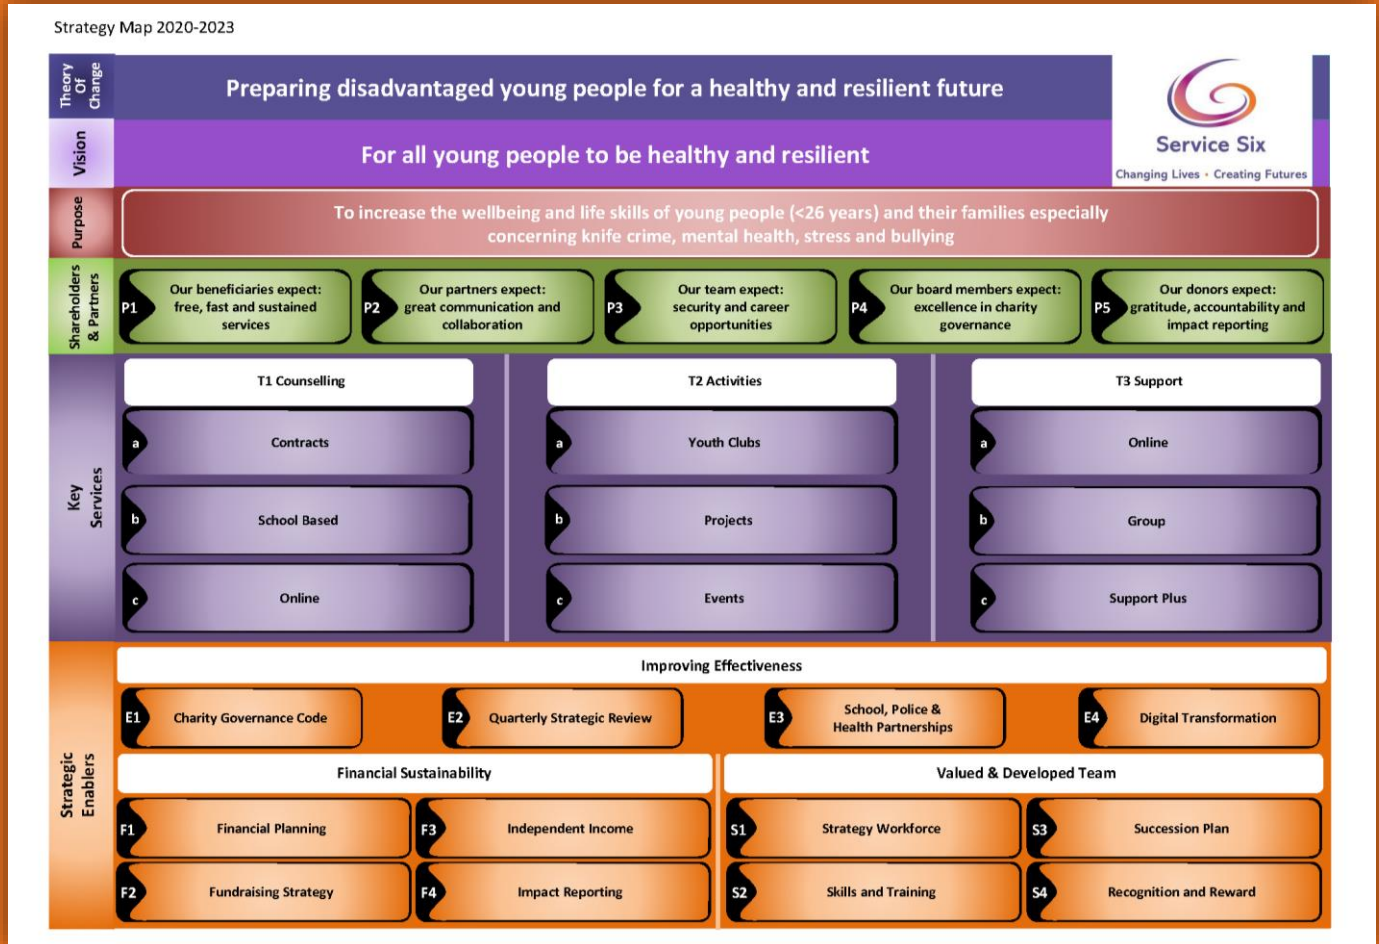 Strategy Map 2020-2023
Theory
Of
Change
Preparing disadvantaged young people for a healthy and resilient future
Service Six
Changing Lives • Creating Futures
Vision
For all young people to be healthy and resilient
Purpose
To increase the wellbeing and life skills of young people (<26 years) and their families especially
concerning knife crime, mental health, stress and bullying
Shareholders
& Partners
P1
Our beneficiaries expect:
free, fast and sustained
services
P2
Our partners expect:
great communication and
collaboration
P3
Our team expect:
security and career
opportunities
P4
Our board members expect:
excellence in charity
governance
P5
Our donors expect:
gratitude, accountability and
impact reporting
Key
Services
T1 Counselling
a
Contracts
b
School Based
c
Online
T2 Activities
a
Youth Clubs
b
Projects
c
Events
T3 Support
a
Online
b
Group
c
Support Plus
Strategic
Enablers
Improving Effectiveness
E1
Charity Governance Code
E2
Quarterly Strategic Review
E3
School, Police &
Health Partnerships
E4
Digital Transformation
Financial Sustainability
F1
Financial Planning
F2
Fundraising Strategy
F3
Independent Income
F4
Impact Reporting
Valued & Developed Team
S1
Strategy Workforce
S2
Skills and Training
S3
Succession Plan
S4
Recognition and Reward